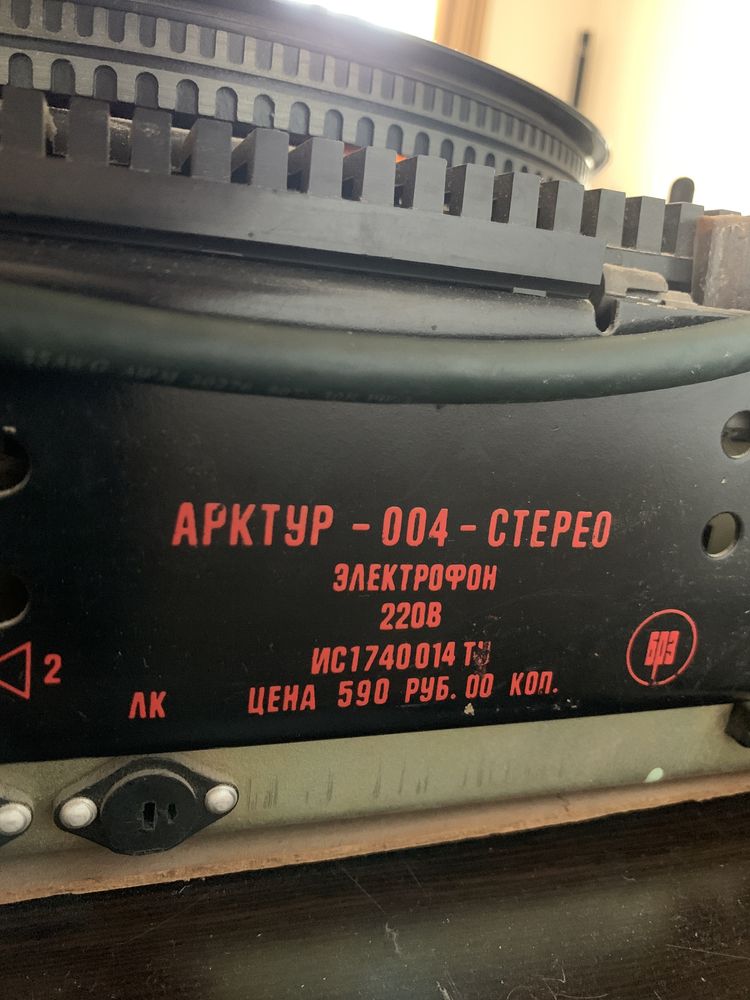 АРКТУР - 004 - СТЕРЕО
ЭЛЕКТРОФОН
220В
ИС1740014 ТУ
БРЗ
2
ЛК
ЦЕНА 590 РУБ. 00 КОП.